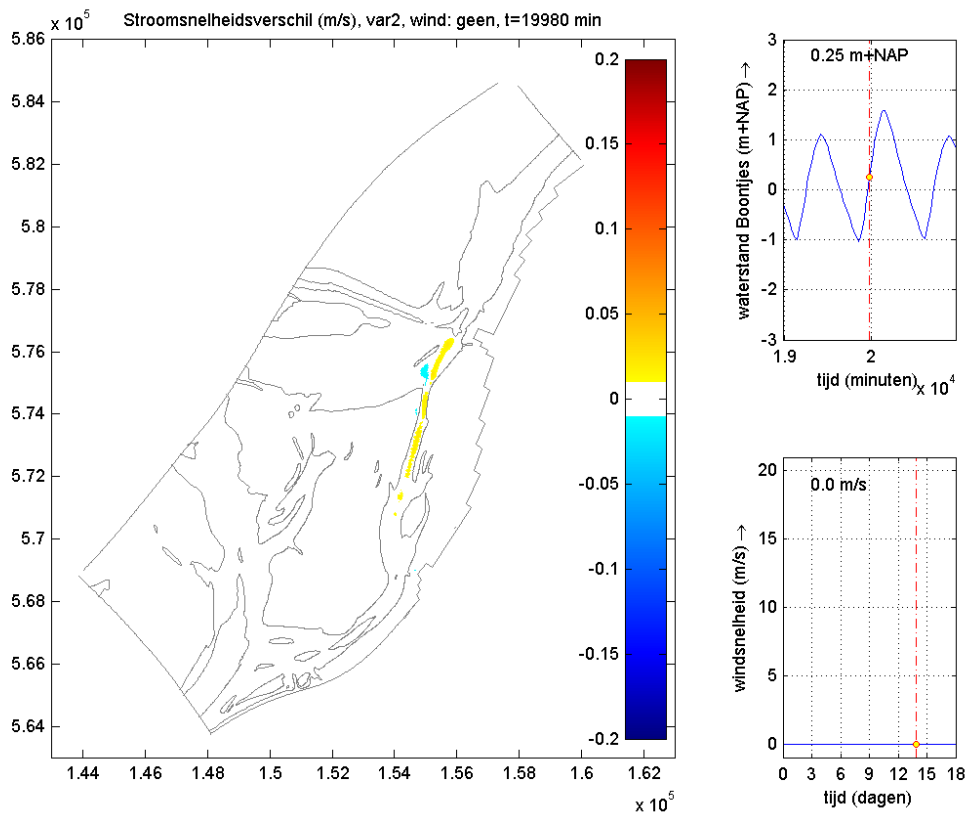 x 10^5
Stroomsnelheidsverschil (m/s), var2, wind: geen, t=19980 min
5.86
5.84
5.82
5.8
5.78
5.76
5.74
5.72
5.7
5.68
5.66
5.64
1.44 1.46 1.48 1.5 1.52 1.54 1.56 1.58 1.6 1.62
x 10^5
0.2
0.15
0.1
0.05
0
-0.05
-0.1
-0.15
-0.2
waterstand Boontjes (m+NAP) →
0.25 m+NAP
3
2
1
0
-1
-2
-3
1.9 2
tijd (minuten)
x 10^4
windsnelheid (m/s) →
0.0 m/s
20
15
10
5
0
0 3 6 9 12 15 18
tijd (dagen)